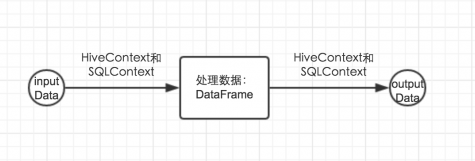 HiveContext和
SQLContext
HiveContext和
SQLContext
input
Data
处理数据：
DataFrame
output
Data